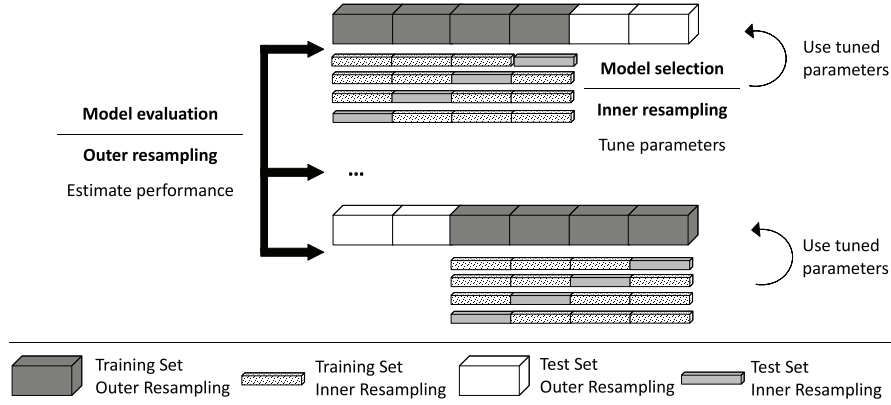 Model evaluation
Outer resampling
Estimate performance
Model selection
Inner resampling
Tune parameters
Use tuned
parameters
...
Use tuned
parameters
Training Set
Outer Resampling
Training Set
Inner Resampling
Test Set
Outer Resampling
Test Set
Inner Resampling